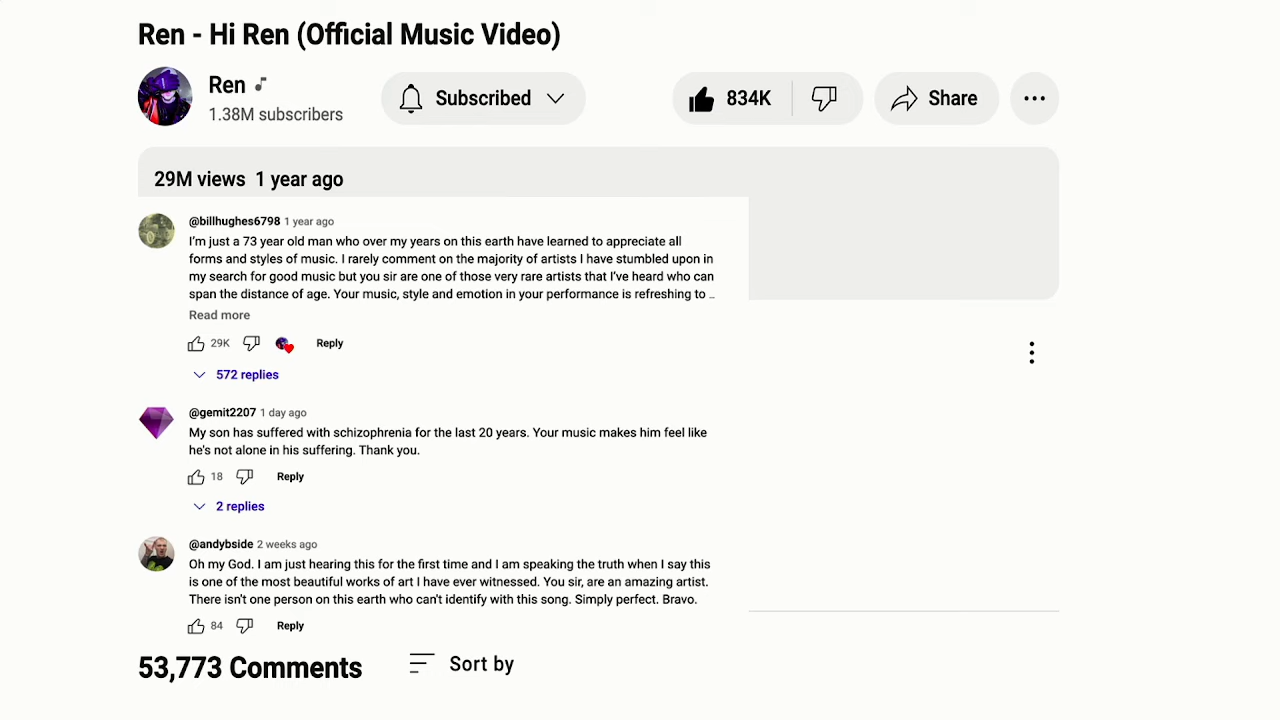 Ren - Hi Ren (Official Music Video)
Ren
1.38M subscribers
Subscribed
834K
Share
29M views 1 year ago
@billhughes6798 1 year ago
I'm just a 73 year old man who over my years on this earth have learned to appreciate all
forms and styles of music. I rarely comment on the majority of artists I have stumbled upon in
my search for good music but you sir are one of those very rare artists that I've heard who can
span the distance of age. Your music, style and emotion in your performance is refreshing to ...
Read more
29K
Reply
572 replies
@gemit2207 1 day ago
My son has suffered with schizophrenia for the last 20 years. Your music makes him feel like
he's not alone in his suffering. Thank you.
18
Reply
2 replies
@andybside 2 weeks ago
Oh my God. I am just hearing this for the first time and I am speaking the truth when I say this
is one of the most beautiful works of art I have ever witnessed. You sir, are an amazing artist.
There isn't one person on this earth who can't identify with this song. Simply perfect. Bravo.
84
Reply
53,773 Comments
Sort by